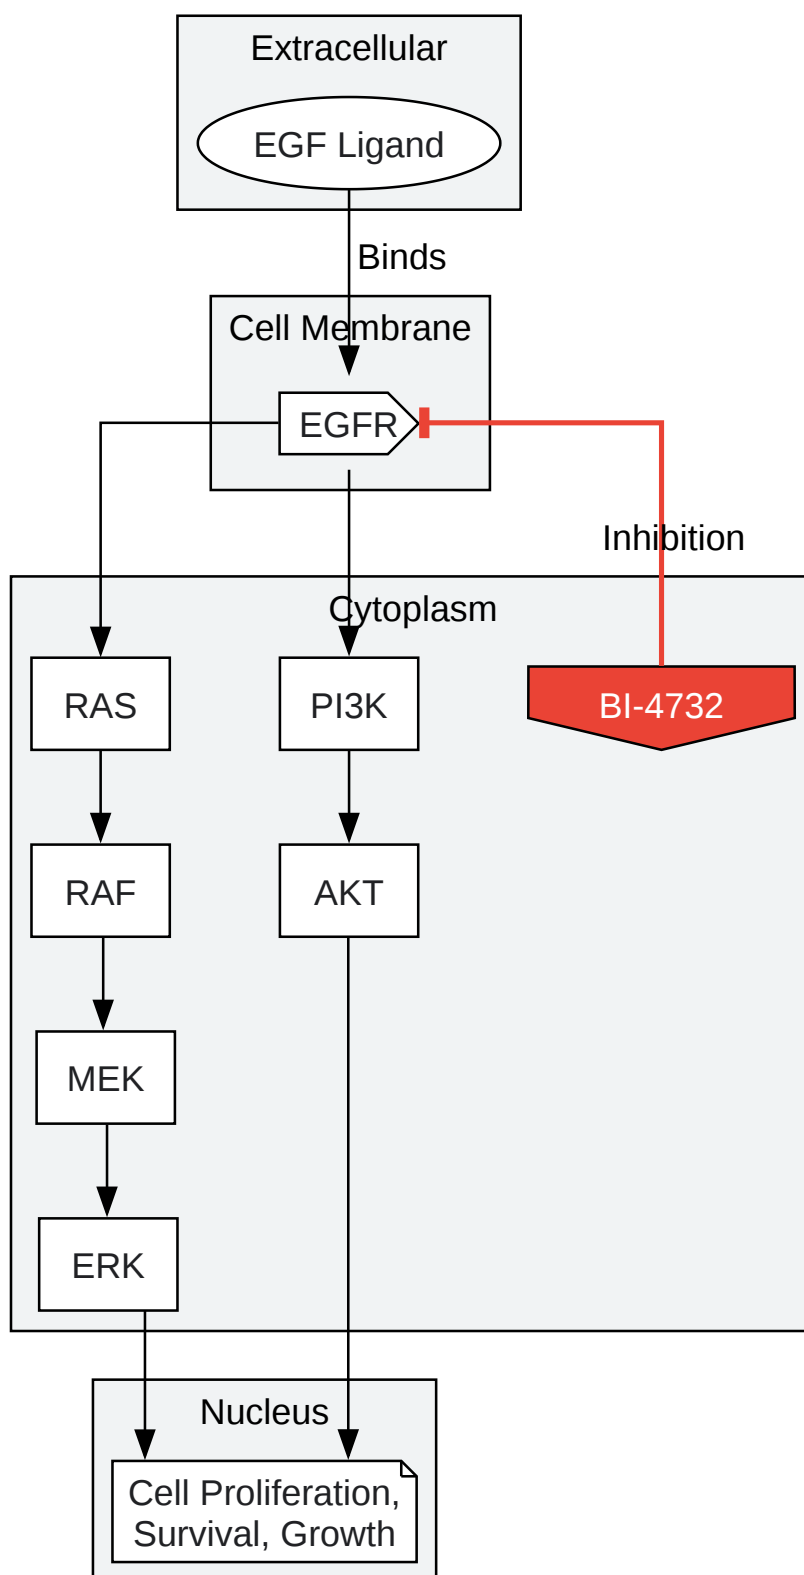 Extracellular
EGF Ligand
Binds
Cell Membrane
EGFR
Inhibition
Cytoplasm
RAS
PI3K
BI-4732
RAF
AKT
MEK
ERK
Nucleus
Cell Proliferation,
Survival, Growth